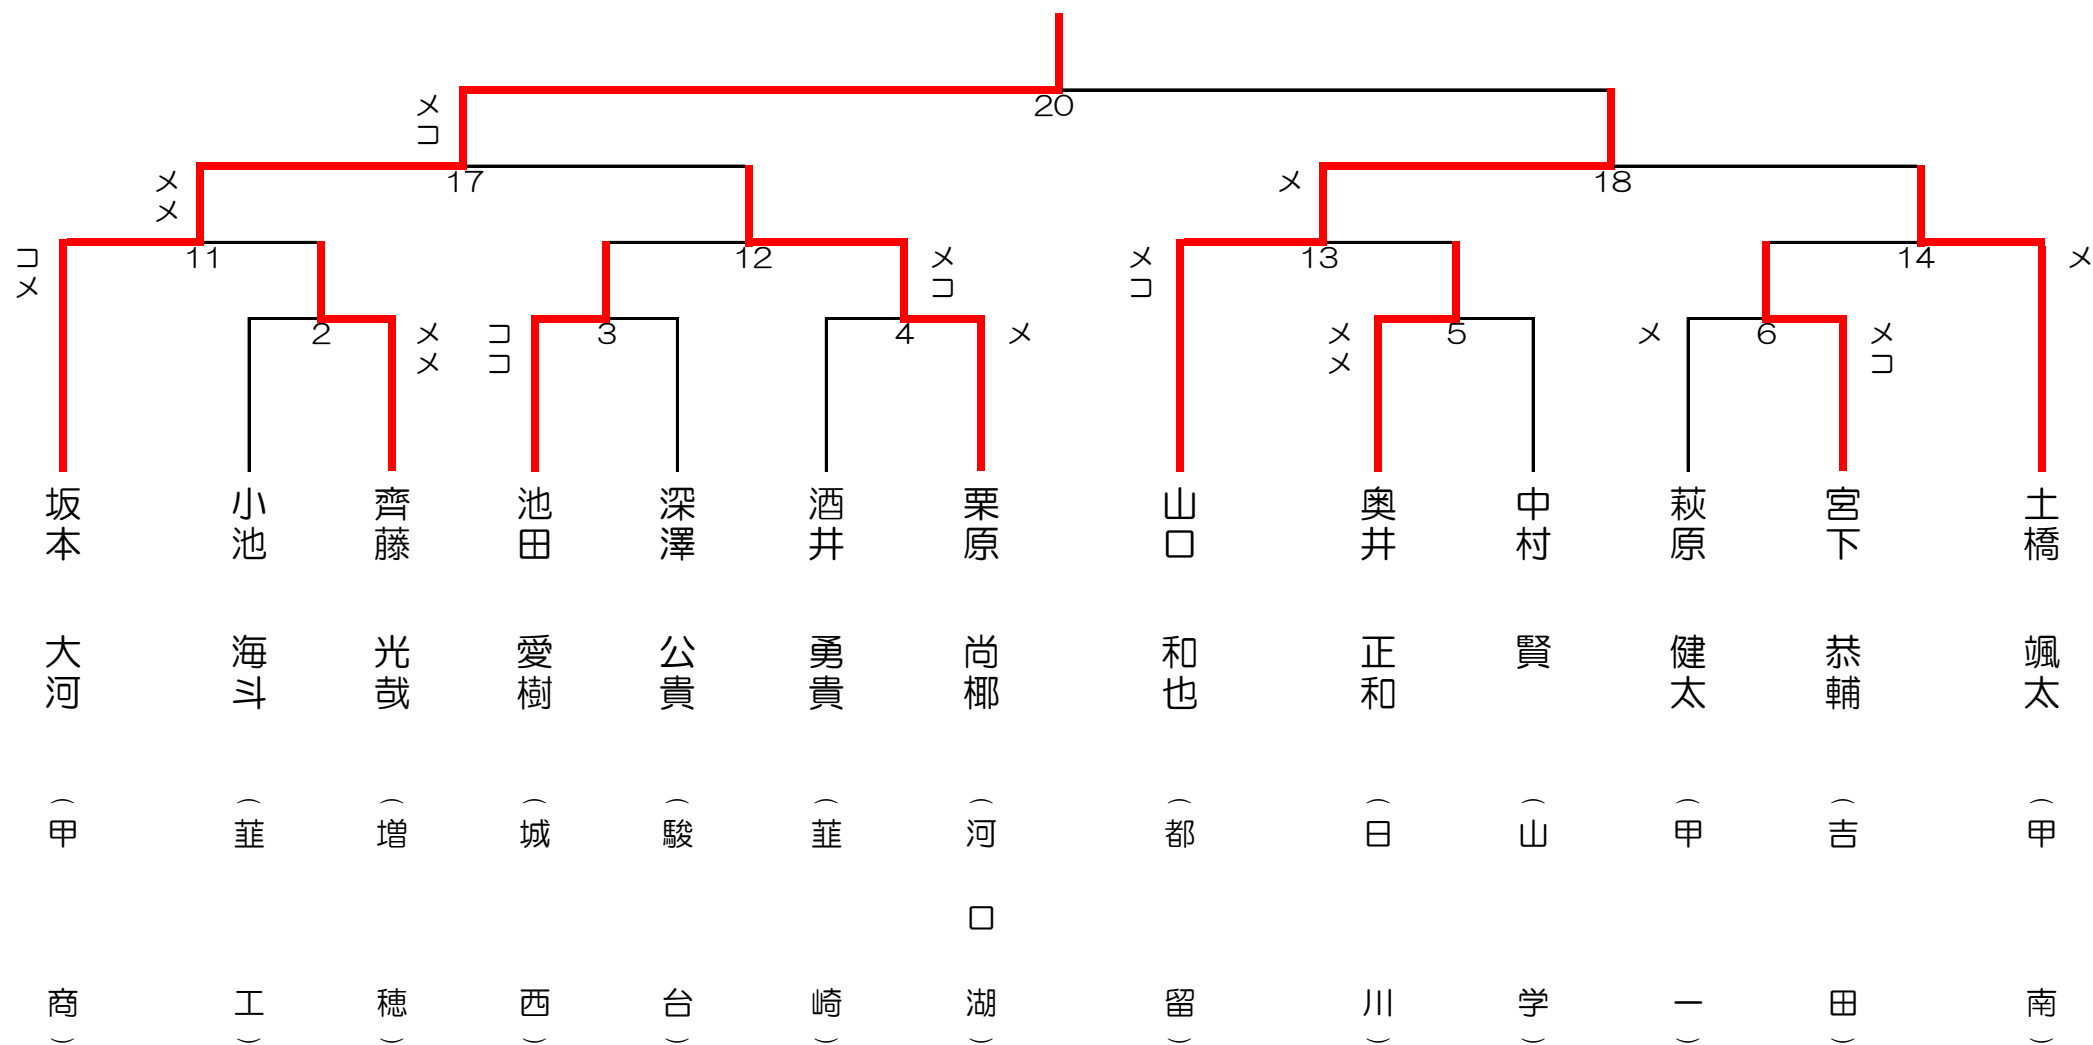 20
メコ
17
18
メメ
メ
11
12
13
14
コメ
メコ
メコ
メ
2
3
4
5
6
メメ
ココ
メ
メメ
メ
メコ
坂本 大河 (甲商)
小池 海斗 (韮工)
齊藤 光哉 (増穂)
池田 愛樹 (城西)
深澤 公貴 (駿台)
酒井 勇貴 (韮崎)
栗原 尚椰 (河口湖)
山口 和也 (都留)
奥井 正和 (日川)
中村 賢 (山学)
萩原 健太 (甲一)
宮下 恭輔 (吉田)
土橋 颯太 (甲南)